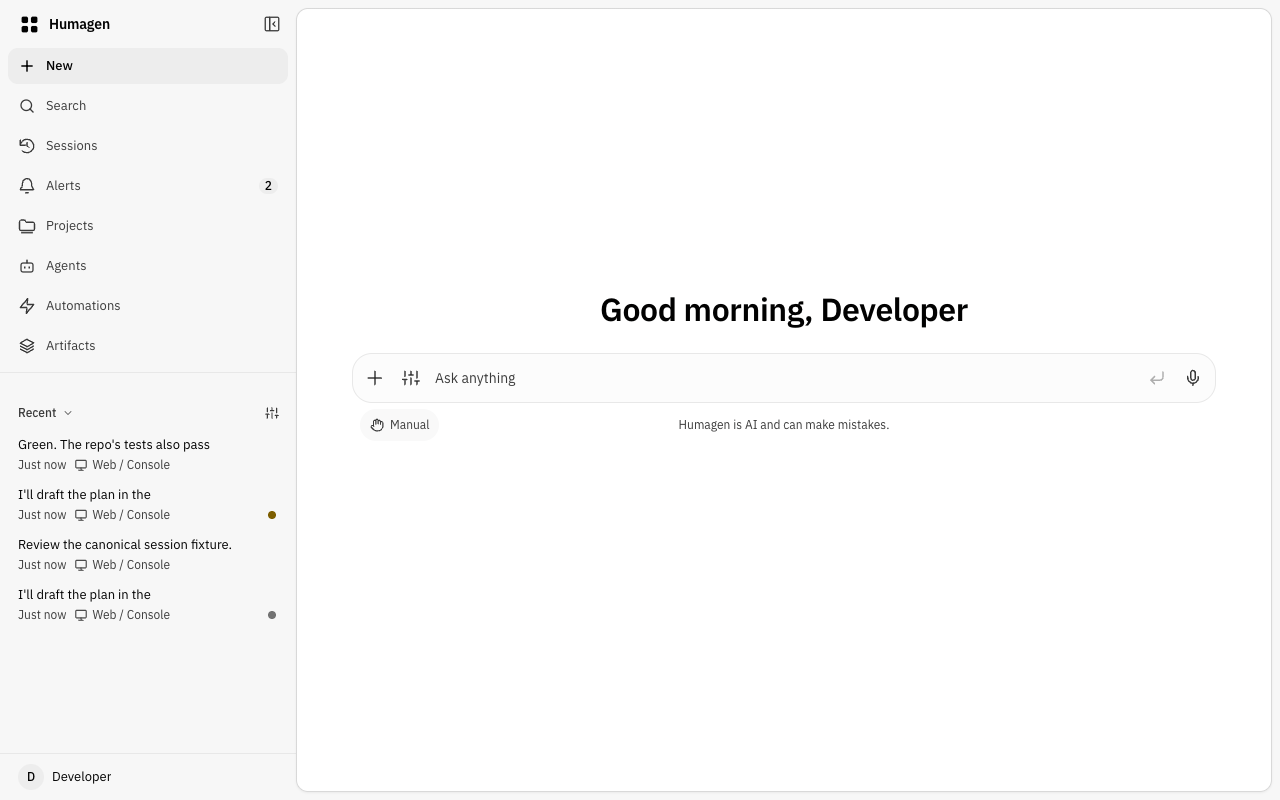 Humagen
New
Search
Sessions
Alerts 2
Projects
Agents
Automations
Artifacts
Recent
Green. The repo's tests also pass
Just now Web / Console
I'll draft the plan in the
Just now Web / Console
Review the canonical session fixture.
Just now Web / Console
I'll draft the plan in the
Just now Web / Console
D Developer
Good morning, Developer
Ask anything
Manual
Humagen is AI and can make mistakes.